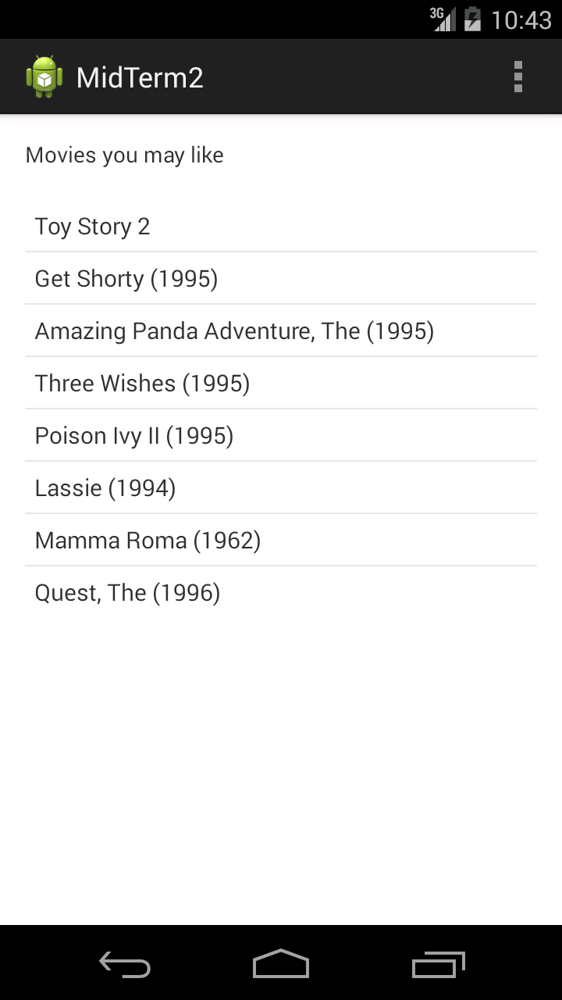 3G 10:43
MidTerm2
Movies you may like
Toy Story 2
Get Shorty (1995)
Amazing Panda Adventure, The (1995)
Three Wishes (1995)
Poison Ivy II (1995)
Lassie (1994)
Mamma Roma (1962)
Quest, The (1996)